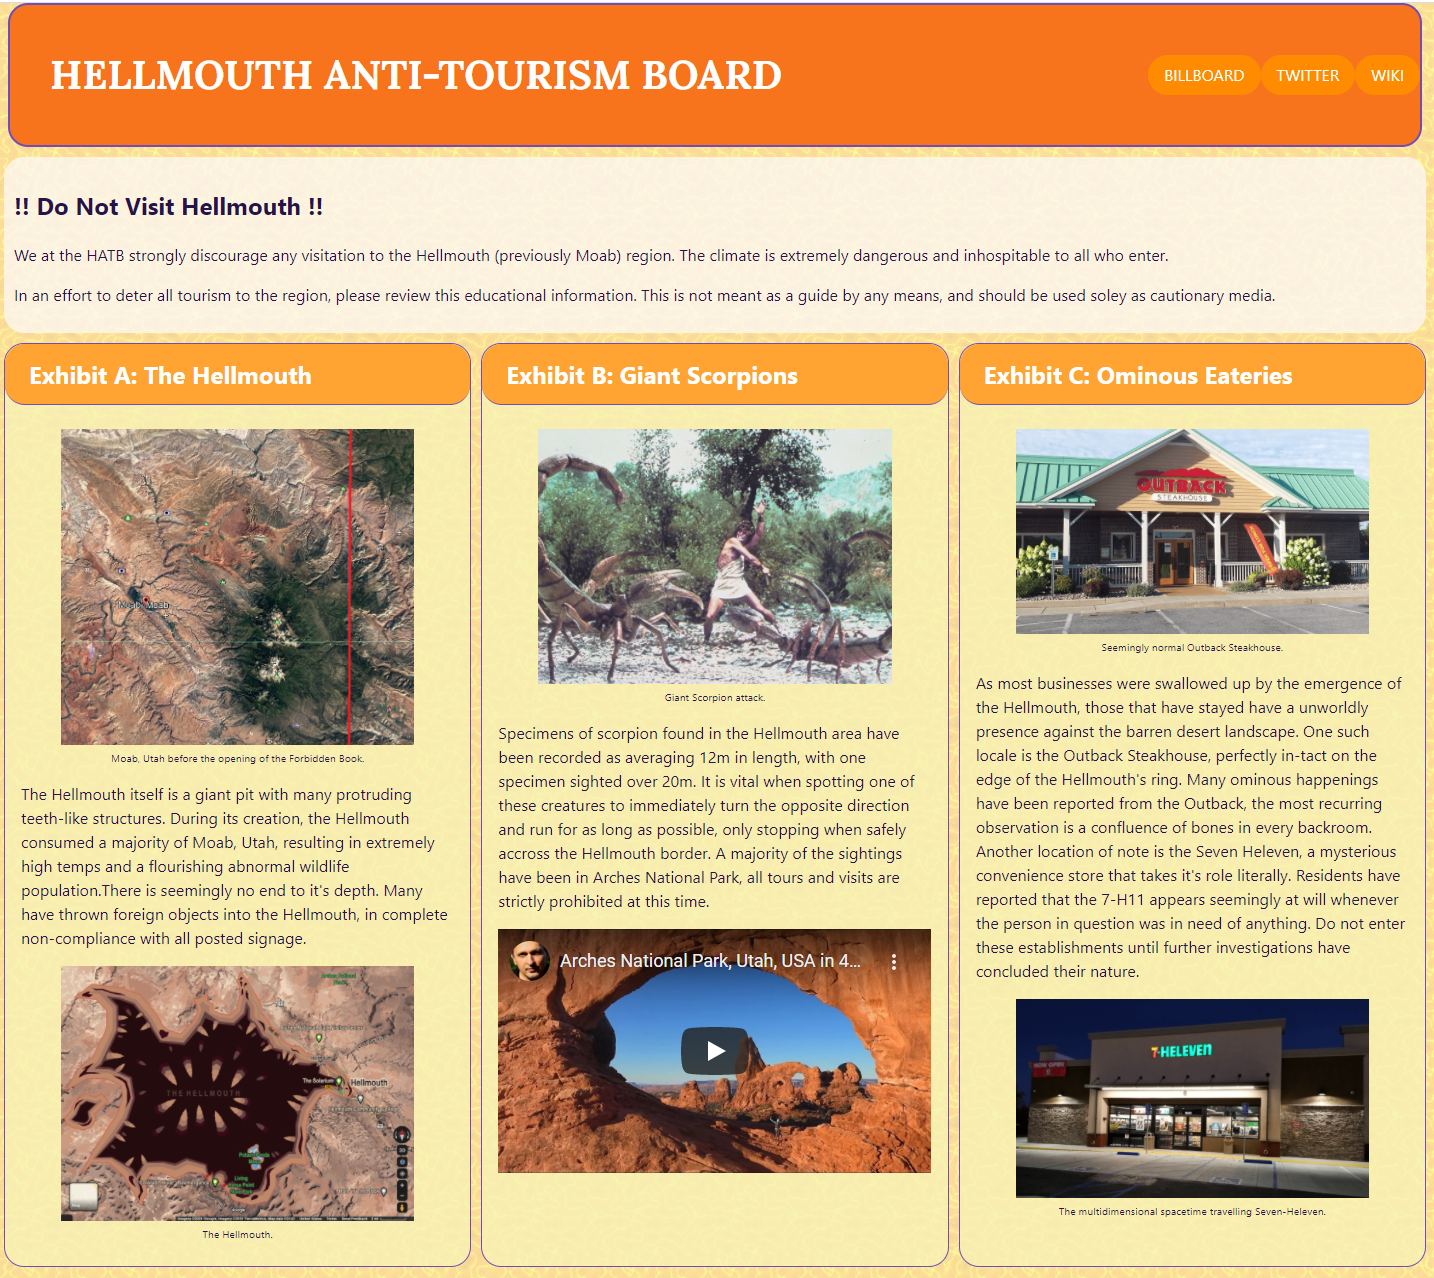 HELLMOUTH ANTI-TOURISM BOARD
BILLBOARD TWITTER WIKI
!! Do Not Visit Hellmouth !!
We at the HATB strongly discourage any visitation to the Hellmouth (previously Moab) region. The climate is extremely dangerous and inhospitable to all who enter.
In an effort to deter all tourism to the region, please review this educational information. This is not meant as a guide by any means, and should be used soley as cautionary media.
Exhibit A: The Hellmouth
Moab, Utah before the opening of the Forbidden Book.
The Hellmouth itself is a giant pit with many protruding
teeth-like structures. During its creation, the Hellmouth
consumed a majority of Moab, Utah, resulting in extremely
high temps and a flourishing abnormal wildlife
population.There is seemingly no end to it's depth. Many
have thrown foreign objects into the Hellmouth, in complete
non-compliance with all posted signage.
THE HELLMOUTH
The Solarium
Hellmouth
The Hellmouth.
Exhibit B: Giant Scorpions
Giant Scorpion attack.
Specimens of scorpion found in the Hellmouth area have
been recorded as averaging 12m in length, with one
specimen sighted over 20m. It is vital when spotting one of
these creatures to immediately turn the opposite direction
and run for as long as possible, only stopping when safely
accross the Hellmouth border. A majority of the sightings
have been in Arches National Park, all tours and visits are
strictly prohibited at this time.
Arches National Park, Utah, USA in 4...
Exhibit C: Ominous Eateries
OUTBACK
STEAKHOUSE
Seemingly normal Outback Steakhouse.
As most businesses were swallowed up by the emergence of
the Hellmouth, those that have stayed have a unworldly
presence against the barren desert landscape. One such
locale is the Outback Steakhouse, perfectly in-tact on the
edge of the Hellmouth's ring. Many ominous happenings
have been reported from the Outback, the most recurring
observation is a confluence of bones in every backroom.
Another location of note is the Seven Heleven, a mysterious
convenience store that takes it's role literally. Residents have
reported that the 7-H11 appears seemingly at will whenever
the person in question was in need of anything. Do not enter
these establishments until further investigations have
concluded their nature.
7-HELEVEN
NOW OPEN
The multidimensional spacetime travelling Seven-Heleven.